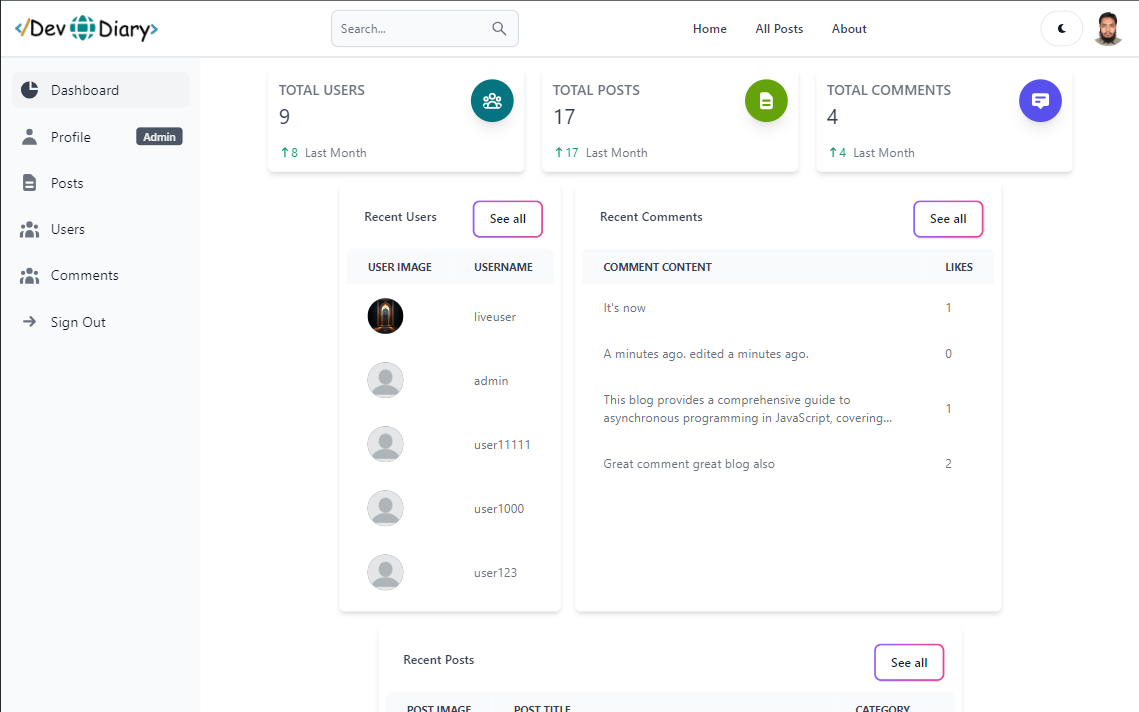 </Dev Diary>
Search...
Home
All Posts
About
Dashboard
Profile
Admin
Posts
Users
Comments
Sign Out
TOTAL USERS
9
8 Last Month
TOTAL POSTS
17
17 Last Month
TOTAL COMMENTS
4
4 Last Month
Recent Users
See all
USER IMAGE USERNAME
liveuser
admin
user11111
user1000
user123
Recent Comments
See all
COMMENT CONTENT LIKES
It's now 1
A minutes ago. edited a minutes ago. 0
This blog provides a comprehensive guide to
asynchronous programming in JavaScript, covering... 1
Great comment great blog also 2
Recent Posts
See all
POST IMAGE POST TITLE CATEGORY